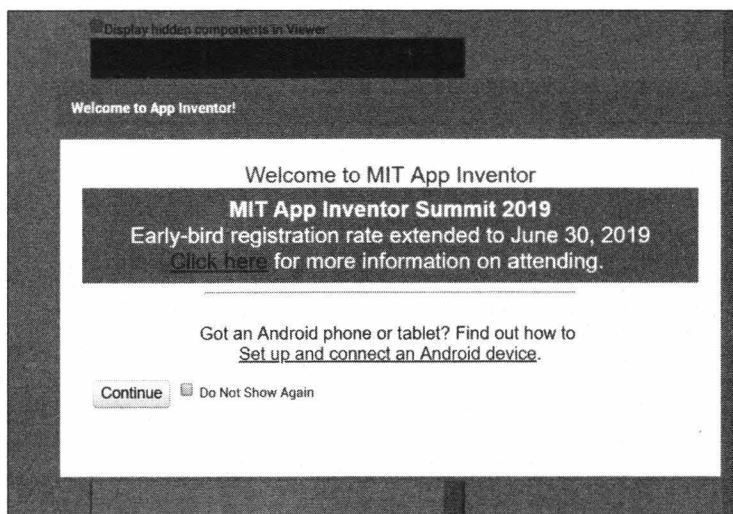 Display hidden components in Viewer
Welcome to App Inventor!
Welcome to MIT App Inventor
MIT App Inventor Summit 2019
Early-bird registration rate extended to June 30, 2019
Click here for more information on attending.
Got an Android phone or tablet? Find out how to
Set up and connect an Android device.
Continue Do Not Show Again